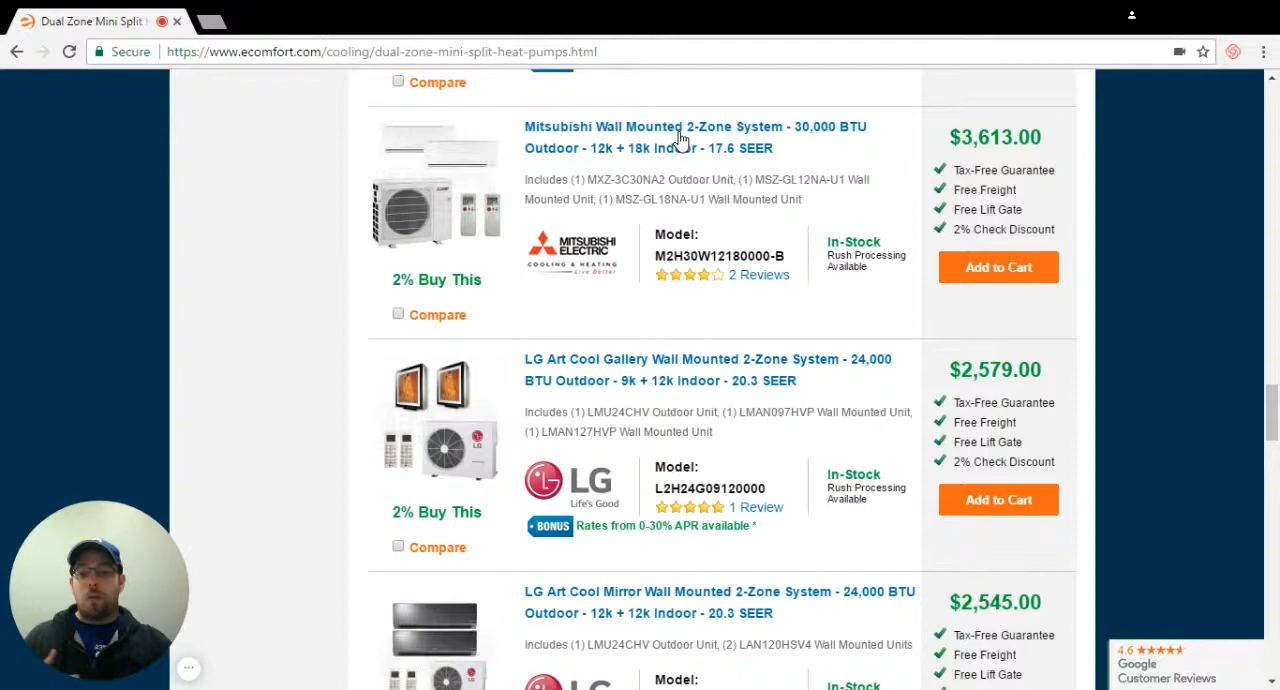 Dual Zone Mini Split
Secure
https://www.ecomfort.com/cooling/dual-zone-mini-split-heat-pumps.html
Compare
Mitsubishi Wall Mounted 2-Zone System - 30,000 BTU
Outdoor - 12k + 18k Indoor - 17.6 SEER
Includes (1) MXZ-3C30NA2 Outdoor Unit, (1) MSZ-GL12NA-U1 Wall
Mounted Unit, (1) MSZ-GL18NA-U1 Wall Mounted Unit
MITSUBISHI
ELECTRIC
COOLING & HEATING
Live Better
Model:
M2H30W12180000-B
2 Reviews
In-Stock
Rush Processing
Available
$3,613.00
Tax-Free Guarantee
Free Freight
Free Lift Gate
2% Check Discount
Add to Cart
2% Buy This
Compare
LG Art Cool Gallery Wall Mounted 2-Zone System - 24,000
BTU Outdoor - 9k + 12k Indoor - 20.3 SEER
Includes (1) LMU24CHV Outdoor Unit, (1) LMAN097HVP Wall Mounted Unit,
(1) LMAN127HVP Wall Mounted Unit
LG
Life's Good
Model:
L2H24G09120000
1 Review
In-Stock
Rush Processing
Available
BONUS Rates from 0-30% APR available *
$2,579.00
Tax-Free Guarantee
Free Freight
Free Lift Gate
2% Check Discount
Add to Cart
2% Buy This
Compare
LG Art Cool Mirror Wall Mounted 2-Zone System - 24,000 BTU
Outdoor - 12k + 12k Indoor - 20.3 SEER
Includes (1) LMU24CHV Outdoor Unit, (2) LAN120HSV4 Wall Mounted Units
Model:
In-Stock
$2,545.00
Tax-Free Guarantee
Free Freight
Free Lift Gate
4.6
Google
Customer Reviews